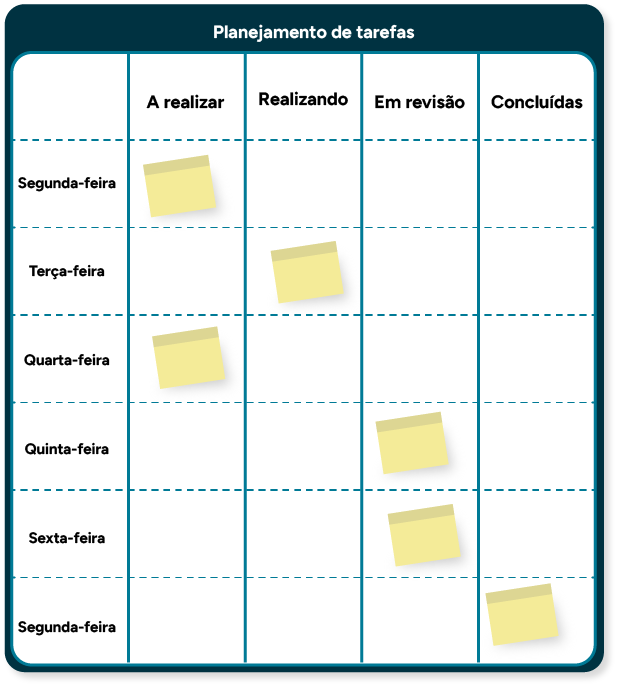 Planejamento de tarefas
A realizar
Realizando
Em revisão
Concluídas
Segunda-feira
Terça-feira
Quarta-feira
Quinta-feira
Sexta-feira
Segunda-feira